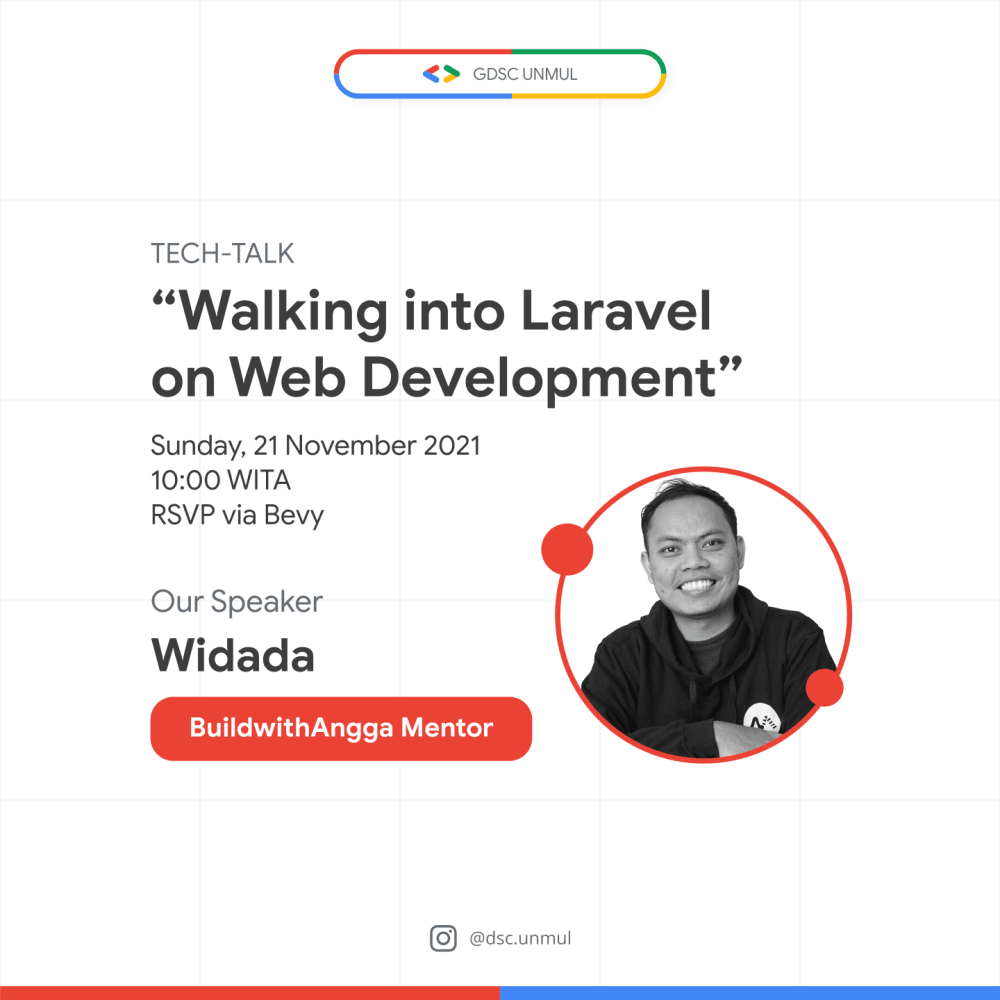 GDSC UNMUL
TECH-TALK
“Walking into Laravel
on Web Development”
Sunday, 21 November 2021
10:00 WITA
RSVP via Bevy
Our Speaker
Widada
BuildwithAngga Mentor
@dsc.unmul